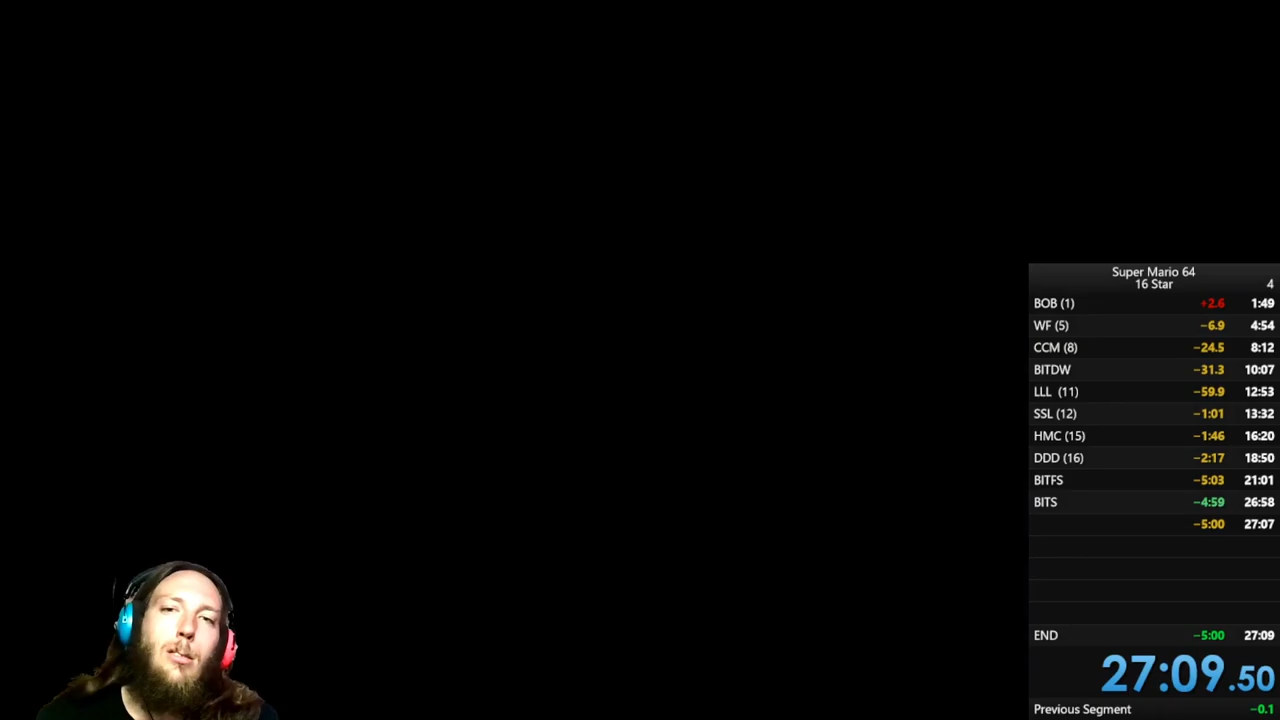 Super Mario 64
16 Star 4
BOB (1) +2.6 1:49
WF (5) −6.9 4:54
CCM (8) −24.5 8:12
BITDW −31.3 10:07
LLL (11) −59.9 12:53
SSL (12) −1:01 13:32
HMC (15) −1:46 16:20
DDD (16) −2:17 18:50
BITFS −5:03 21:01
BITS −4:59 26:58
−5:00 27:07
END −5:00 27:09
27:09.50
Previous Segment −0.1